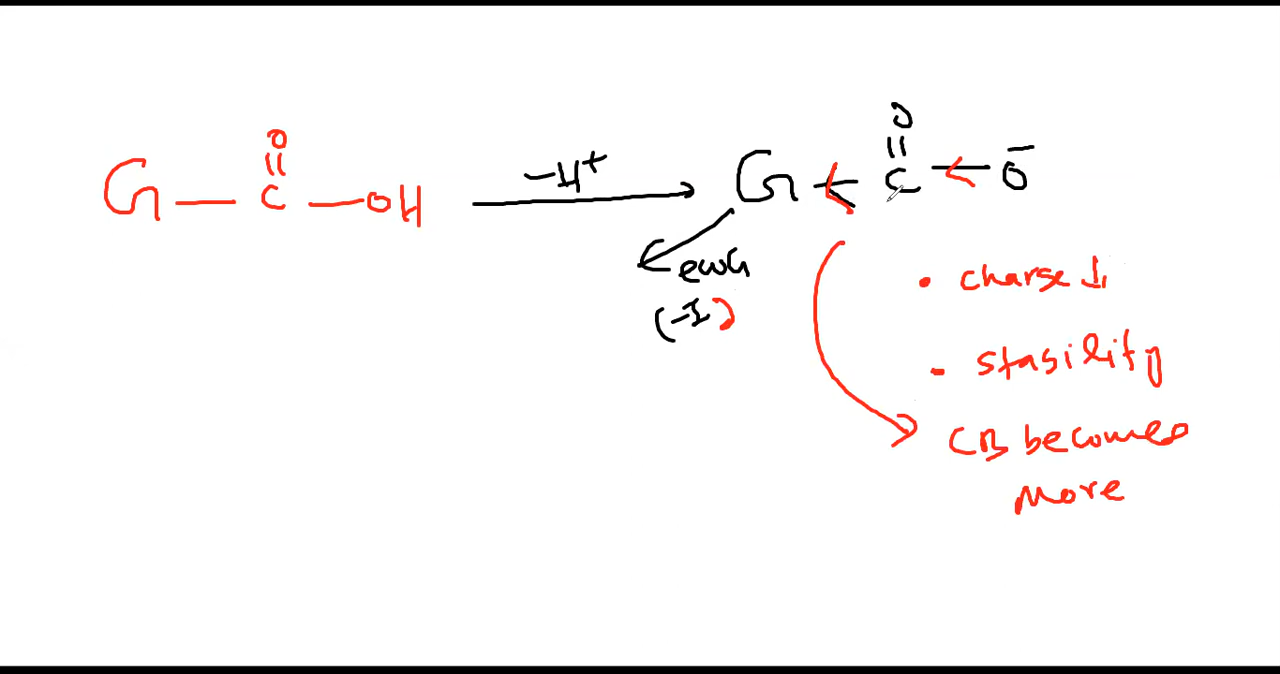 O
||
G — C — OH
-H⁺
O
||
G ← C ← O⁻
ewG
(-I)
• charge ↓
• stability
CB becomes
more